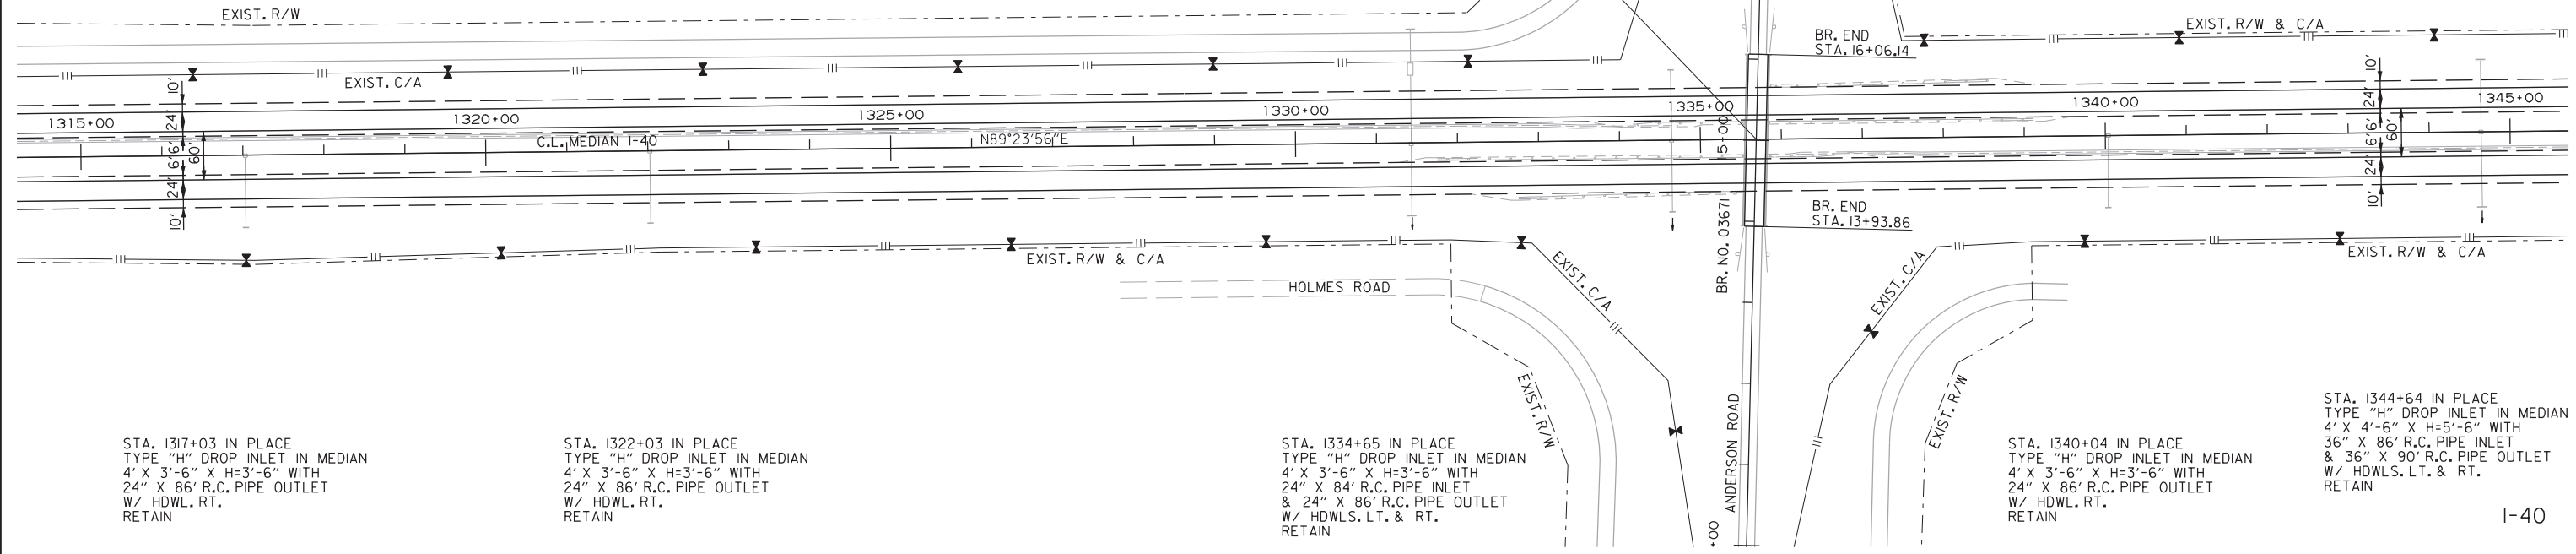 EXIST. R/W
EXIST. R/W & C/A
BR. END
STA. 16+06.14
EXIST. C/A
10'
24'
6'6'
60'
24'
10'
1315+00
1320+00
1325+00
1330+00
1335+00
1340+00
1345+00
C.L. MEDIAN I-40
N89°23'56"E
15+00
10'
24'
6'6'
60'
24'
10'
BR. NO. 03671
BR. END
STA. 13+93.86
EXIST. R/W & C/A
EXIST. C/A
EXIST. C/A
EXIST. R/W & C/A
HOLMES ROAD
EXIST. R/W
ANDERSON ROAD
EXIST. R/W
+00
STA. 1317+03 IN PLACE
TYPE "H" DROP INLET IN MEDIAN
4' X 3'-6" X H=3'-6" WITH
24" X 86' R.C. PIPE OUTLET
W/ HDWL. RT.
RETAIN
STA. 1322+03 IN PLACE
TYPE "H" DROP INLET IN MEDIAN
4' X 3'-6" X H=3'-6" WITH
24" X 86' R.C. PIPE OUTLET
W/ HDWL. RT.
RETAIN
STA. 1334+65 IN PLACE
TYPE "H" DROP INLET IN MEDIAN
4' X 3'-6" X H=3'-6" WITH
24" X 84' R.C. PIPE INLET
& 24" X 86' R.C. PIPE OUTLET
W/ HDWLS. LT. & RT.
RETAIN
STA. 1340+04 IN PLACE
TYPE "H" DROP INLET IN MEDIAN
4' X 3'-6" X H=3'-6" WITH
24" X 86' R.C. PIPE OUTLET
W/ HDWL. RT.
RETAIN
STA. 1344+64 IN PLACE
TYPE "H" DROP INLET IN MEDIAN
4' X 4'-6" X H=5'-6" WITH
36" X 86' R.C. PIPE INLET
& 36" X 90' R.C. PIPE OUTLET
W/ HDWLS. LT. & RT.
RETAIN
I-40